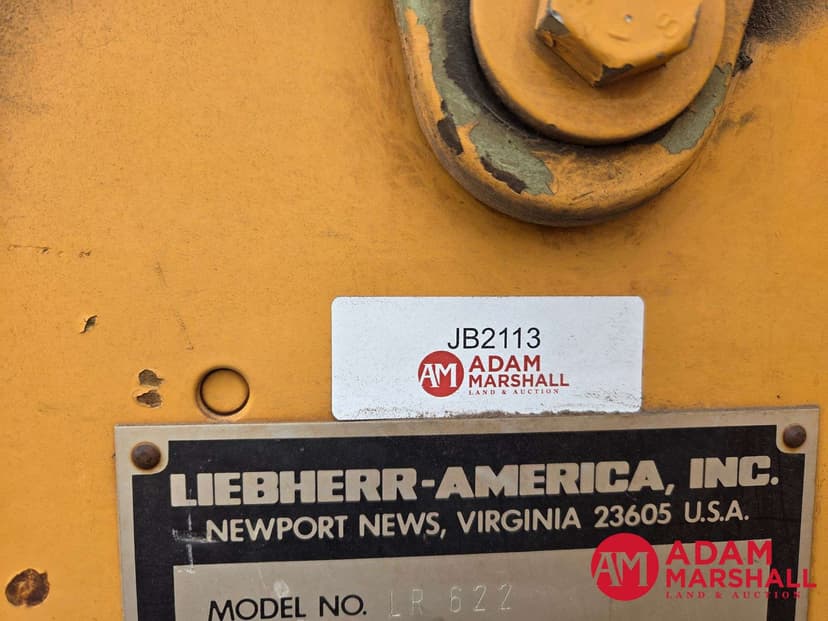 JB2113
AM ADAM
MARSHALL
LAND & AUCTION
LIEBHERR-AMERICA, INC.
NEWPORT NEWS, VIRGINIA 23605 U.S.A.
MODEL NO. LR 622
AM ADAM
MARSHALL
LAND & AUCTION